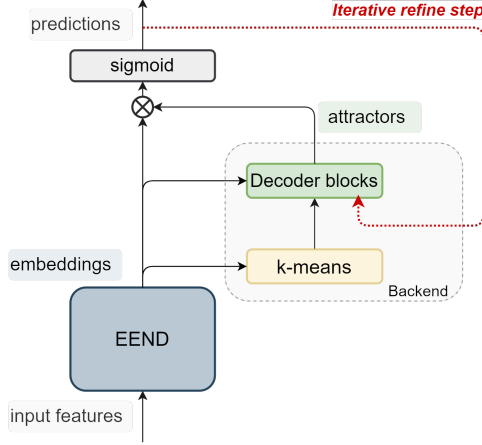 Iterative refine step
predictions
sigmoid
attractors
Decoder blocks
embeddings
k-means
Backend
EEND
input features